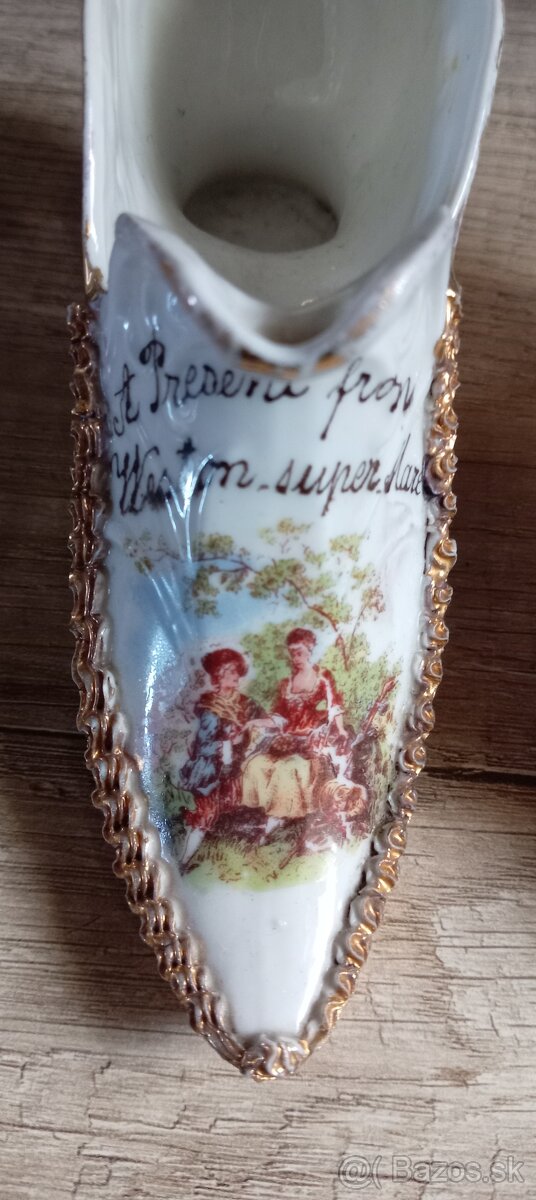 A Present from
Weston-super-Mare
@( Bazos.sk